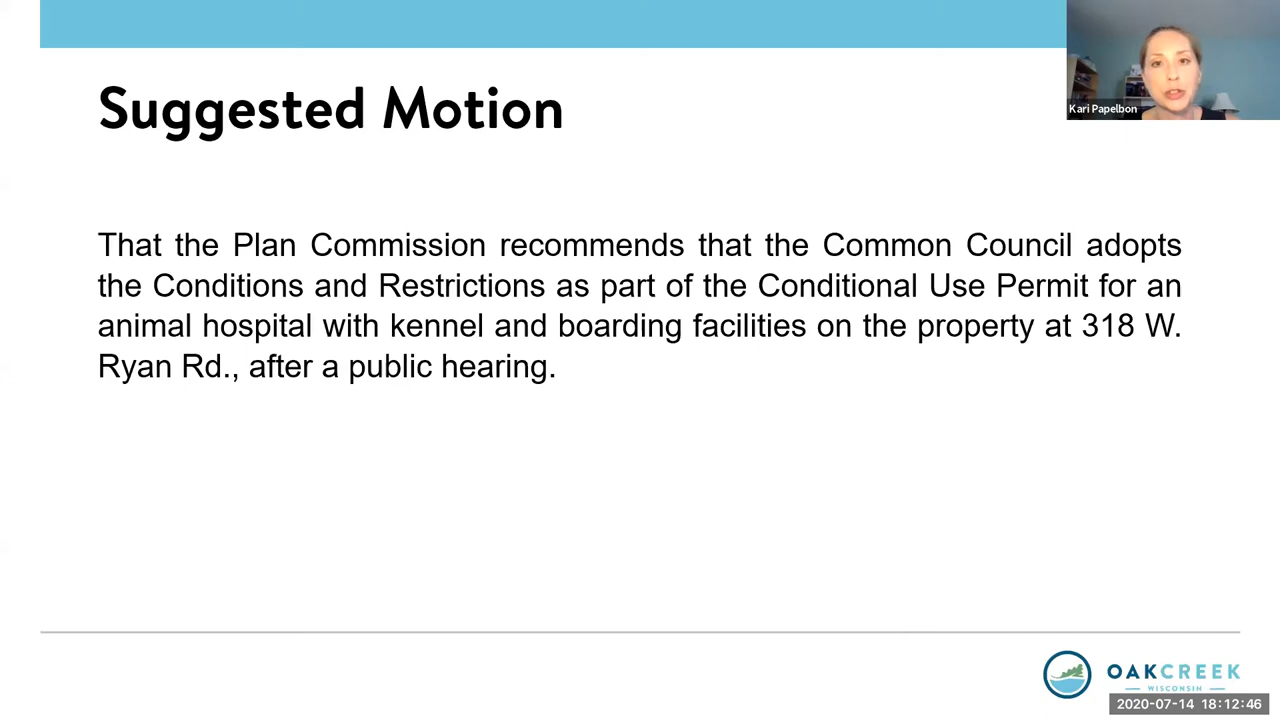 Suggested Motion
Kari Papelbon
That the Plan Commission recommends that the Common Council adopts
the Conditions and Restrictions as part of the Conditional Use Permit for an
animal hospital with kennel and boarding facilities on the property at 318 W.
Ryan Rd., after a public hearing.
OAKCREEK
WISCONSIN
2020-07-14 18:12:46